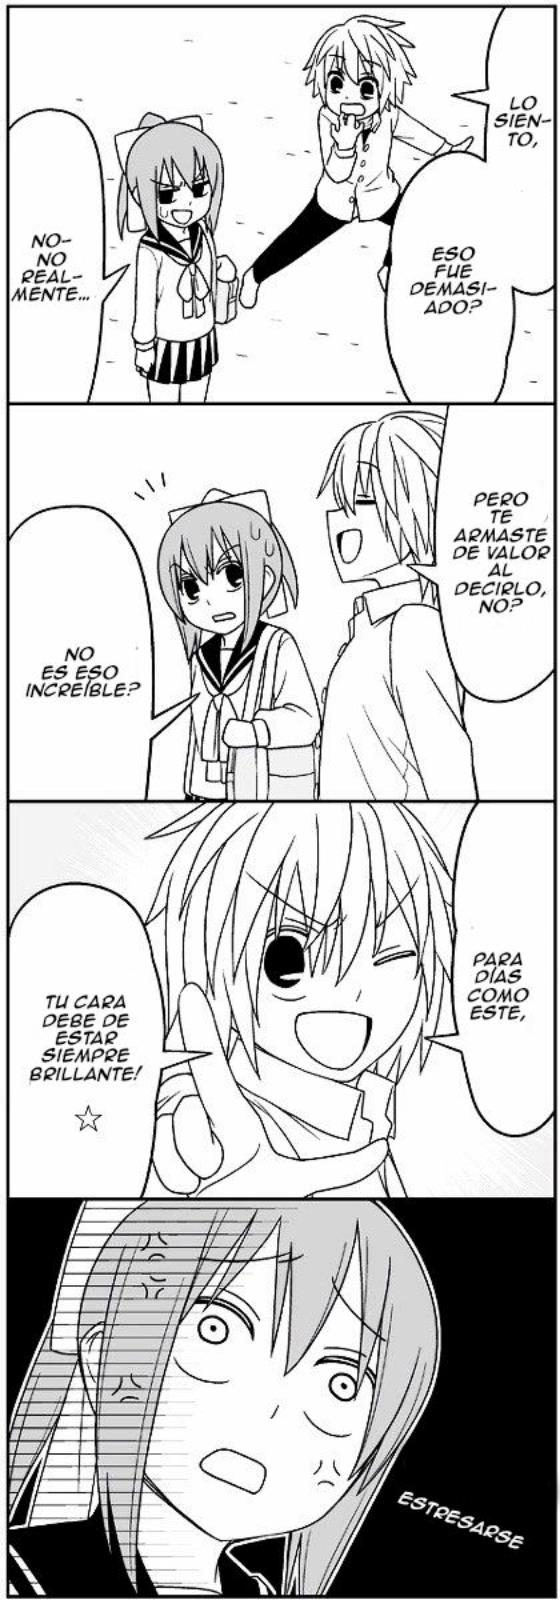 LO
SIEN-
TO,
ESO
FUE
DEMASI-
ADO?
NO-
NO
REAL-
MENTE...
PERO
TE
ARMASTE
DE VALOR
AL
DECIRLO,
NO?
NO
ES ESO
INCREÍBLE?
PARA
DÍAS
COMO
ESTE,
TU CARA
DEBE DE
ESTAR
SIEMPRE
BRILLANTE!
☆
ESTRESARSE